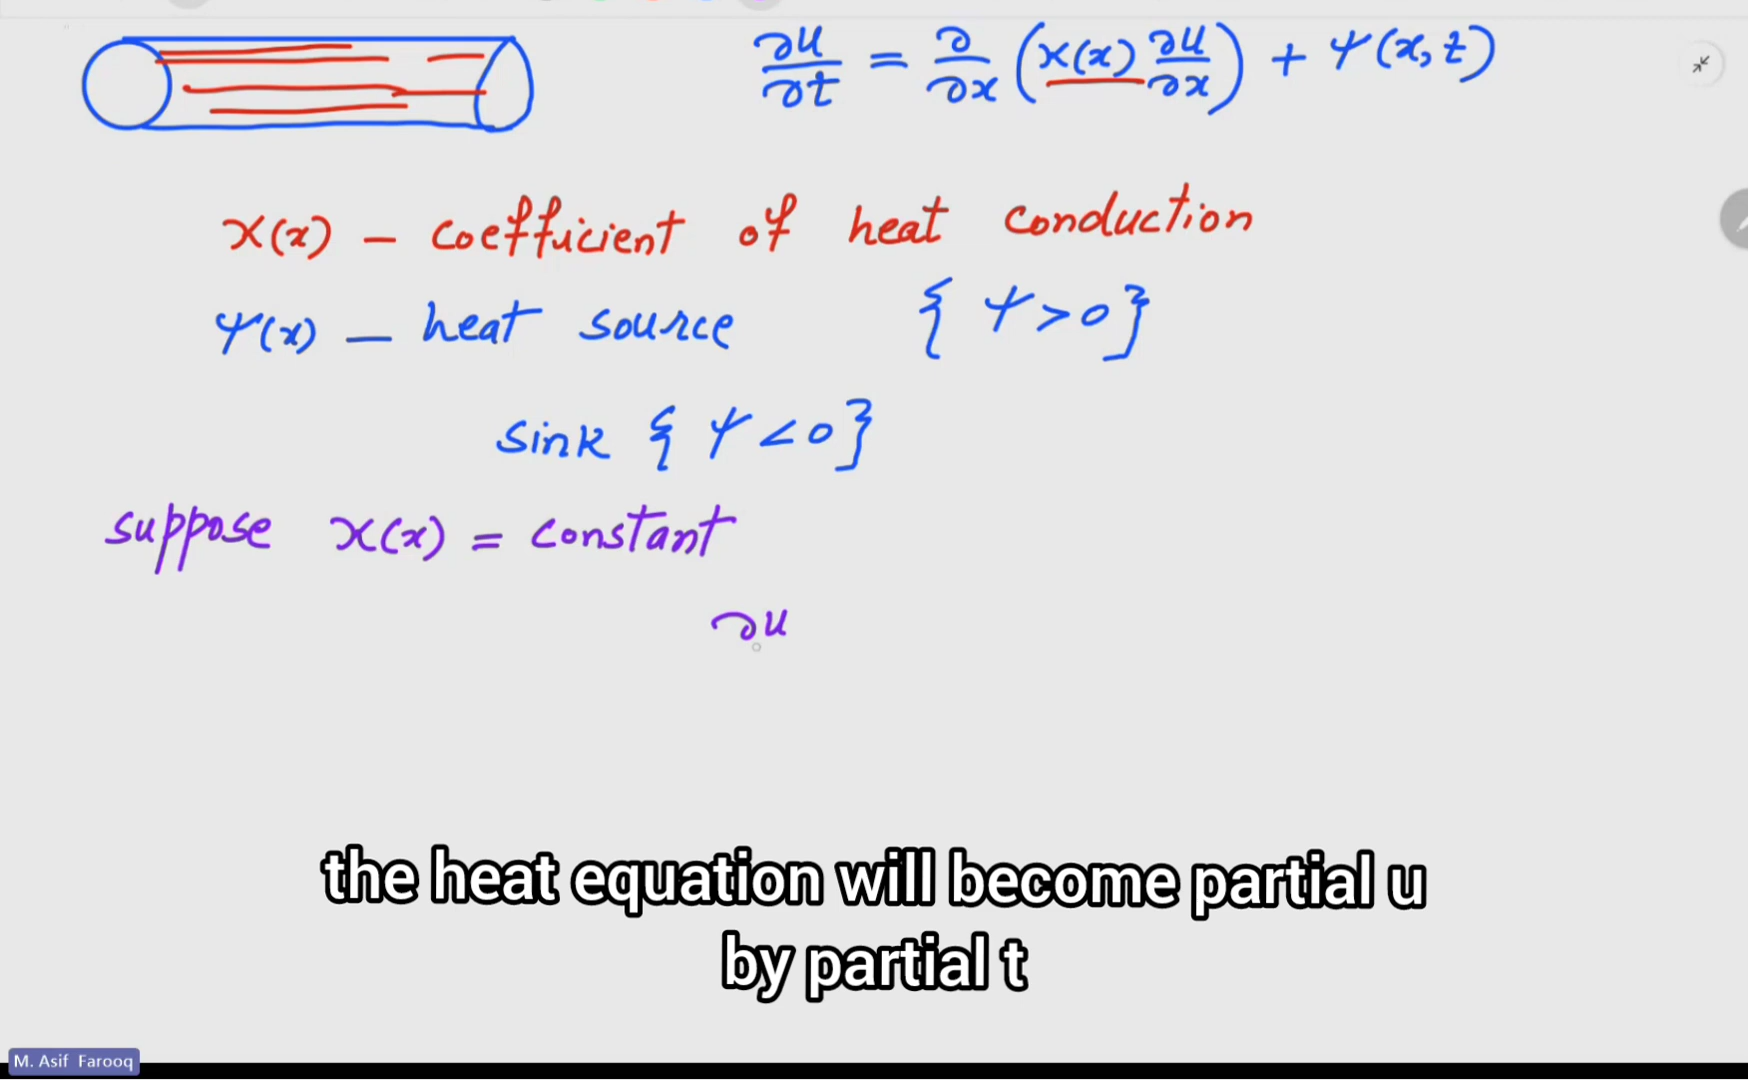 ∂u/∂t = ∂/∂x (χ(x) ∂u/∂x) + ψ(x, t)
χ(x) – coefficient of heat conduction
ψ(x) – heat source { ψ > 0 }
sink { ψ < 0 }
suppose χ(x) = constant
∂u
the heat equation will become partial u
by partial t
M. Asif Farooq